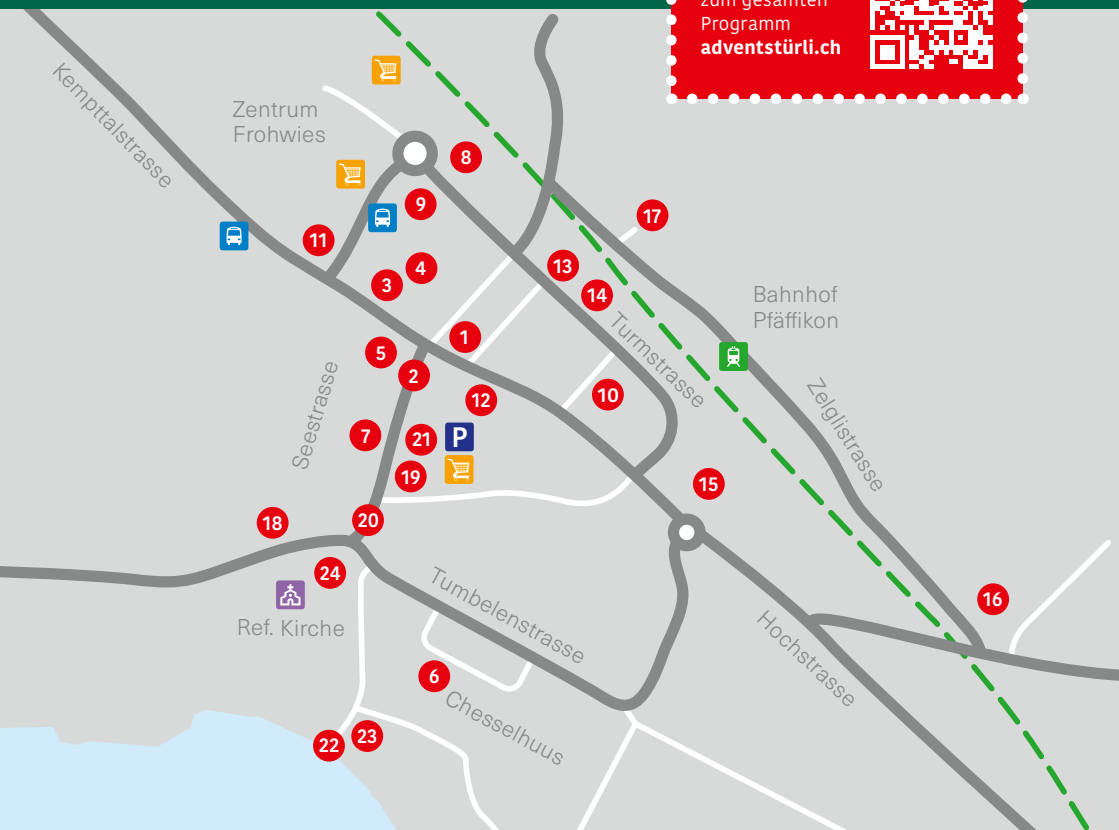 zum gesamten
Programm
adventstürli.ch
Kempttalstrasse
Zentrum
Frohwies
8
9
17
11
4
3
13
14
Bahnhof
Pfäffikon
1
5
2
Turmstrasse
12
10
Zelglistrasse
Seestrasse
7
21
P
19
15
20
18
24
Ref. Kirche
Tumbelenstrasse
16
Hochstrasse
6
Chesselhuus
22
23